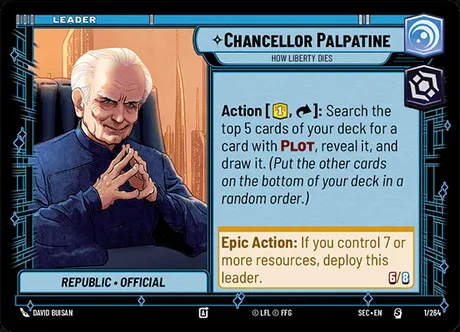 LEADER
CHANCELLOR PALPATINE
HOW LIBERTY DIES
Action [1, ]: Search the
top 5 cards of your deck for a
card with PLOT, reveal it, and
draw it. (Put the other cards
on the bottom of your deck in a
random order.)
Epic Action: If you control 7 or
more resources, deploy this
leader.
6/8
REPUBLIC • OFFICIAL
DAVID BUISAN
© LFL © FFG
SEC • EN
1/264